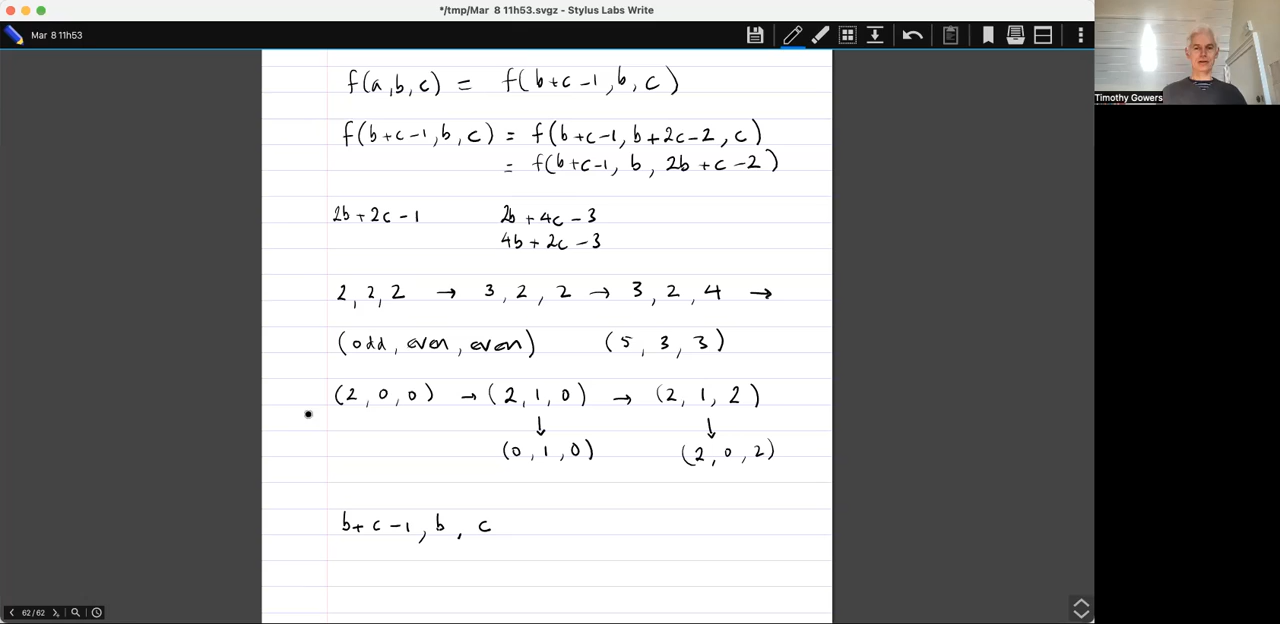 */tmp/Mar 8 11h53.svgz - Stylus Labs Write
Mar 8 11h53
Timothy Gowers
f(a,b,c) = f(b+c-1,b,c)
f(b+c-1,b,c) = f(b+c-1,b+2c-2,c)
= f(b+c-1, b, 2b+c-2)
2b+2c-1 2b+4c-3
4b+2c-3
2,2,2 → 3,2,2 → 3,2,4 →
(odd, even, even) (5,3,3)
(2,0,0) → (2,1,0) → (2,1,2)
↓ ↓
(0,1,0) (2,0,2)
b+c-1, b, c
62/62